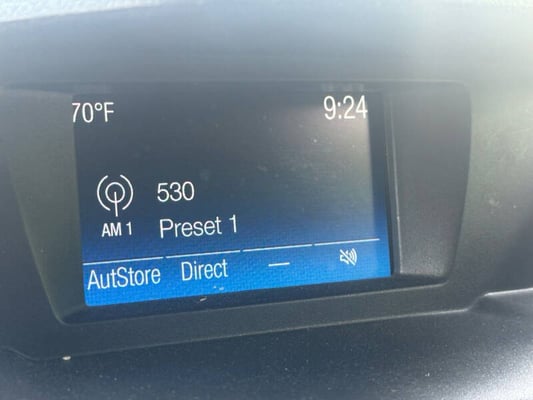 70°F 9:24
530
AM 1 Preset 1
AutStore Direct —